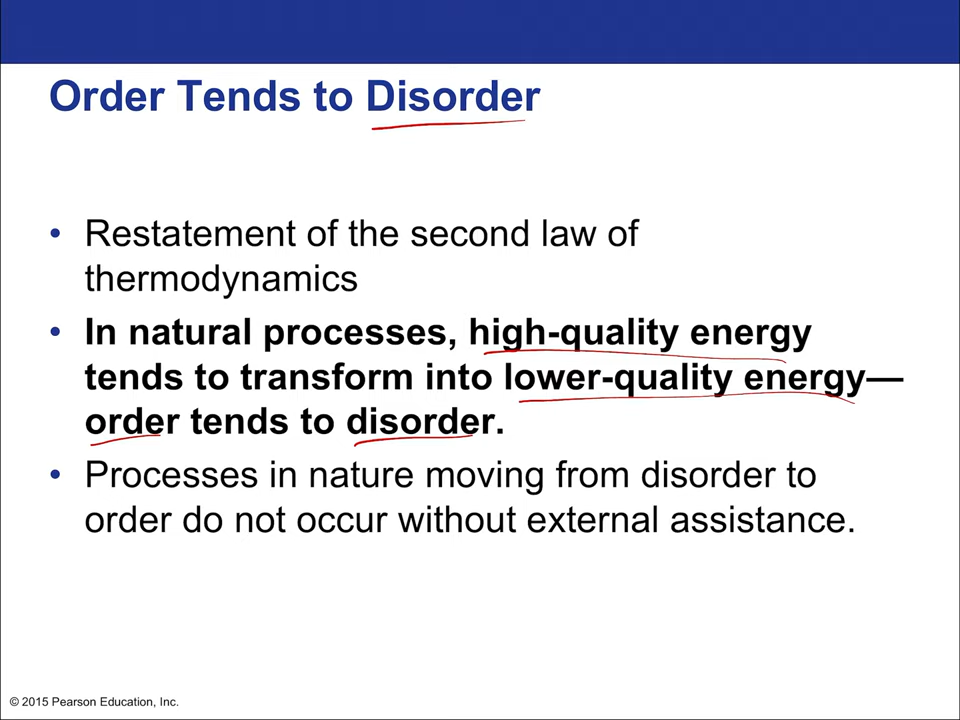 Order Tends to Disorder
• Restatement of the second law of
thermodynamics
• In natural processes, high-quality energy
tends to transform into lower-quality energy—
order tends to disorder.
• Processes in nature moving from disorder to
order do not occur without external assistance.
© 2015 Pearson Education, Inc.